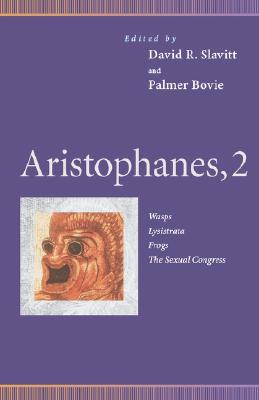 Edited by
David R. Slavitt
and
Palmer Bovie
Aristophanes, 2
Wasps
Lysistrata
Frogs
The Sexual Congress